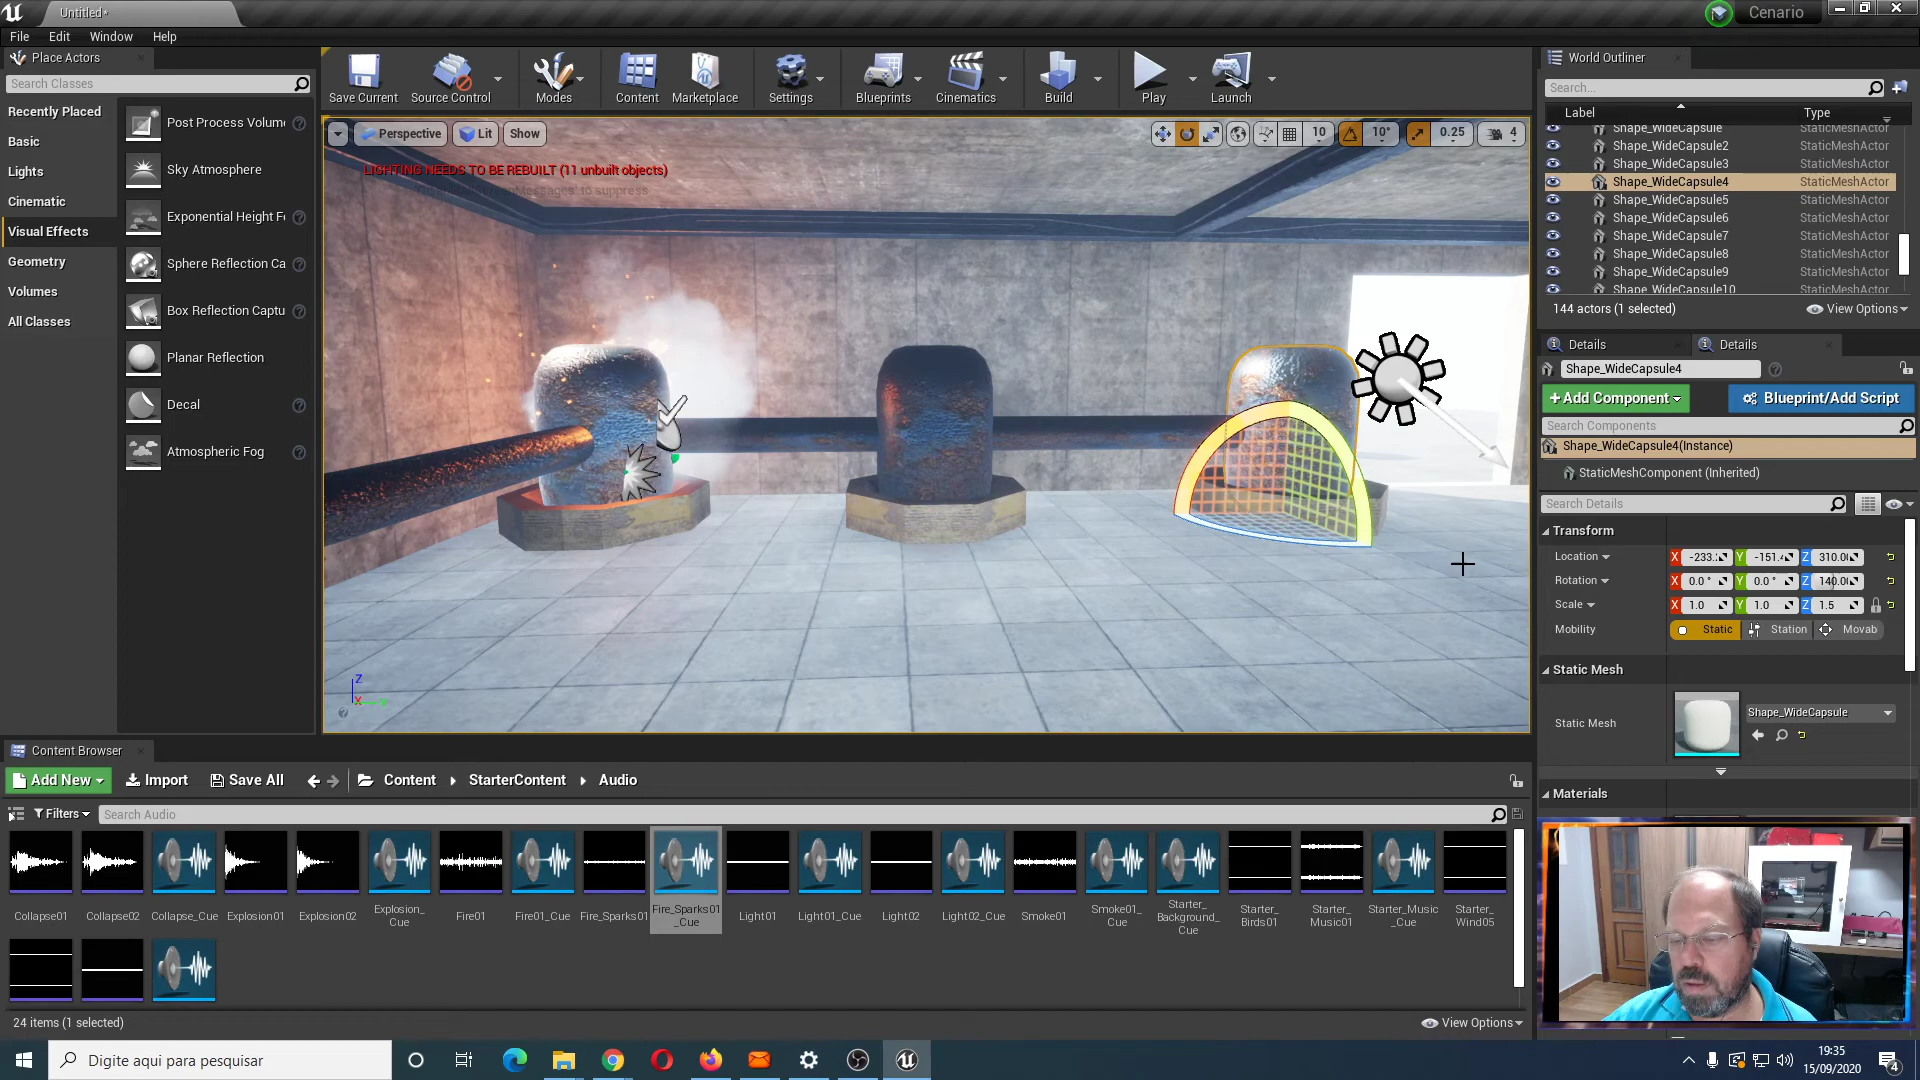 Untitled*
Cenario
File Edit Window Help
Place Actors
Search Classes
Recently Placed
Basic
Lights
Cinematic
Visual Effects
Geometry
Volumes
All Classes
Post Process Volum
Sky Atmosphere
Exponential Height F
Sphere Reflection Ca
Box Reflection Captu
Planar Reflection
Decal
Atmospheric Fog
Save Current
Source Control
Modes
Content
Marketplace
Settings
Blueprints
Cinematics
Build
Play
Launch
Perspective Lit Show
10 10° 0.25 4
LIGHTING NEEDS TO BE REBUILT (11 unbuilt objects)
Messages' to suppress
Z
X
World Outliner
Search...
Label Type
Shape_WideCapsule StaticMeshActor
Shape_WideCapsule2 StaticMeshActor
Shape_WideCapsule3 StaticMeshActor
Shape_WideCapsule4 StaticMeshActor
Shape_WideCapsule5 StaticMeshActor
Shape_WideCapsule6 StaticMeshActor
Shape_WideCapsule7 StaticMeshActor
Shape_WideCapsule8 StaticMeshActor
Shape_WideCapsule9 StaticMeshActor
Shape_WideCapsule10 StaticMeshActor
144 actors (1 selected)
View Options
Details Details
Shape_WideCapsule4
+Add Component
Blueprint/Add Script
Search Components
Shape_WideCapsule4(Instance)
StaticMeshComponent (Inherited)
Search Details
Transform
Location X -233. Y -151. Z 310.0
Rotation X 0.0° Y 0.0° Z 140.0
Scale X 1.0 Y 1.0 Z 1.5
Mobility Static Station Movab
Static Mesh
Static Mesh
Shape_WideCapsule
Materials
Content Browser
Add New Import Save All Content StarterContent Audio
Filters
Search Audio
Collapse01
Collapse02
Collapse_Cue
Explosion01
Explosion02
Explosion_
Cue
Fire01
Fire01_Cue
Fire_Sparks01
Fire_Sparks01
_Cue
Light01
Light01_Cue
Light02
Light02_Cue
Smoke01
Smoke01_
Cue
Starter_
Background_
Cue
Starter_
Birds01
Starter_
Music01
Starter_Music
_Cue
Starter_
Wind05
24 items (1 selected)
View Options
Digite aqui para pesquisar
19:35
15/09/2020
4